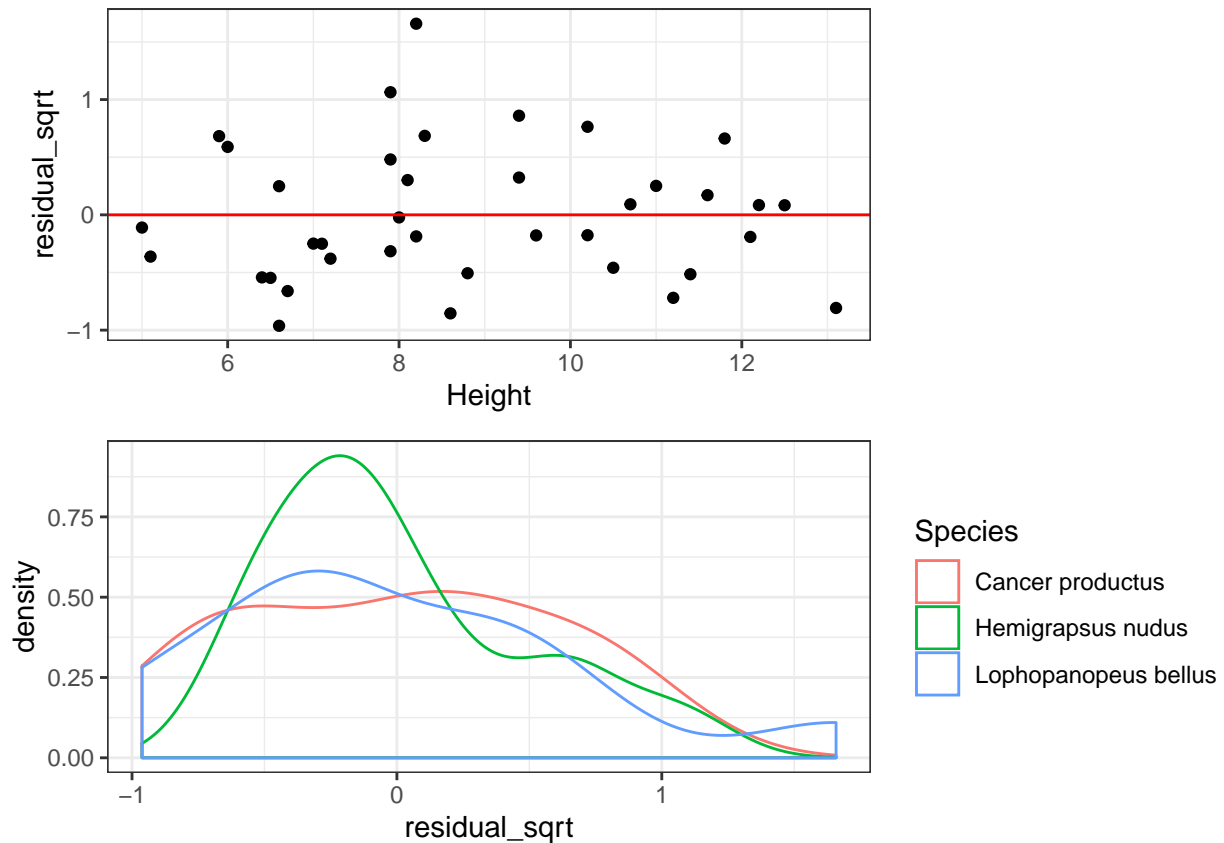 residual_sqrt
1
0
−1
6 8 10 12
Height
density
0.75
0.50
0.25
0.00
−1 0 1
residual_sqrt
Species
Cancer productus
Hemigrapsus nudus
Lophopanopeus bellus